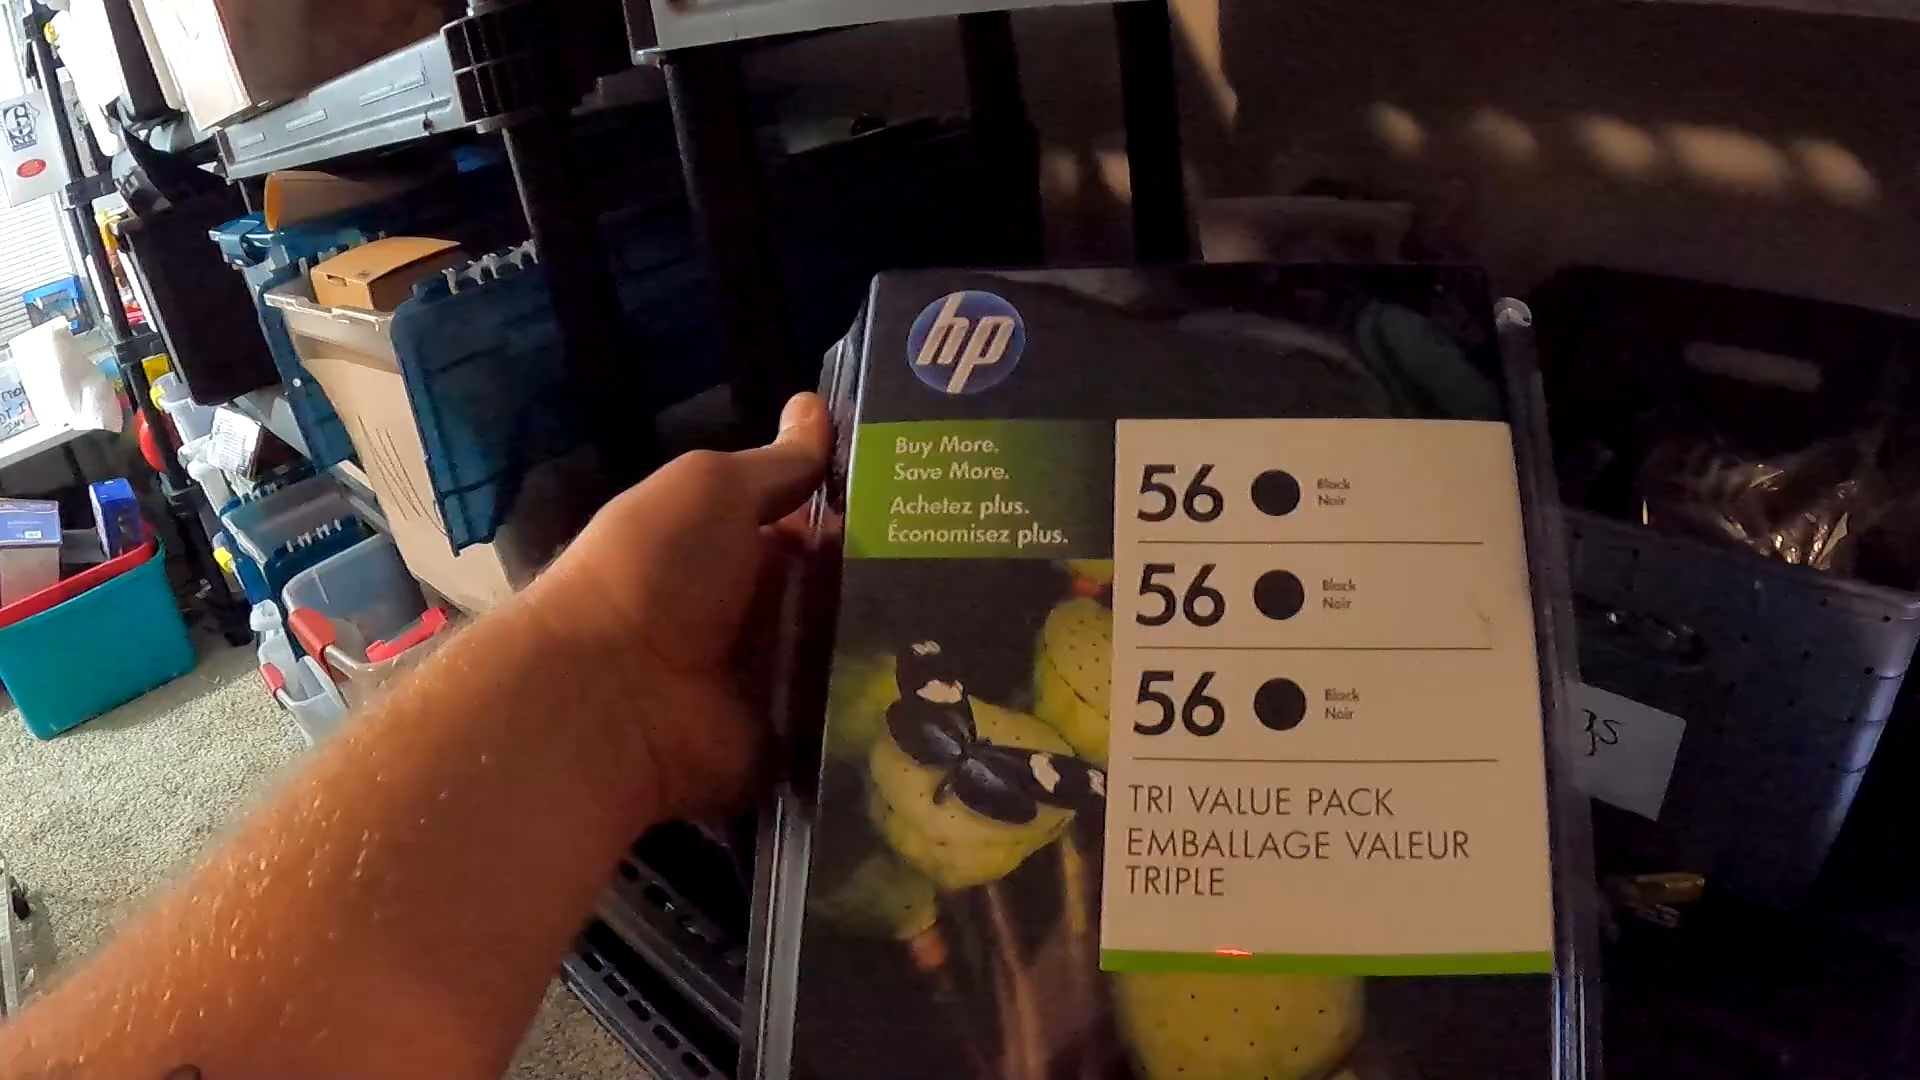 hp
Buy More.
Save More.
Achetez plus.
Économisez plus.
56
Black
Noir
56
Black
Noir
56
Black
Noir
TRI VALUE PACK
EMBALLAGE VALEUR
TRIPLE